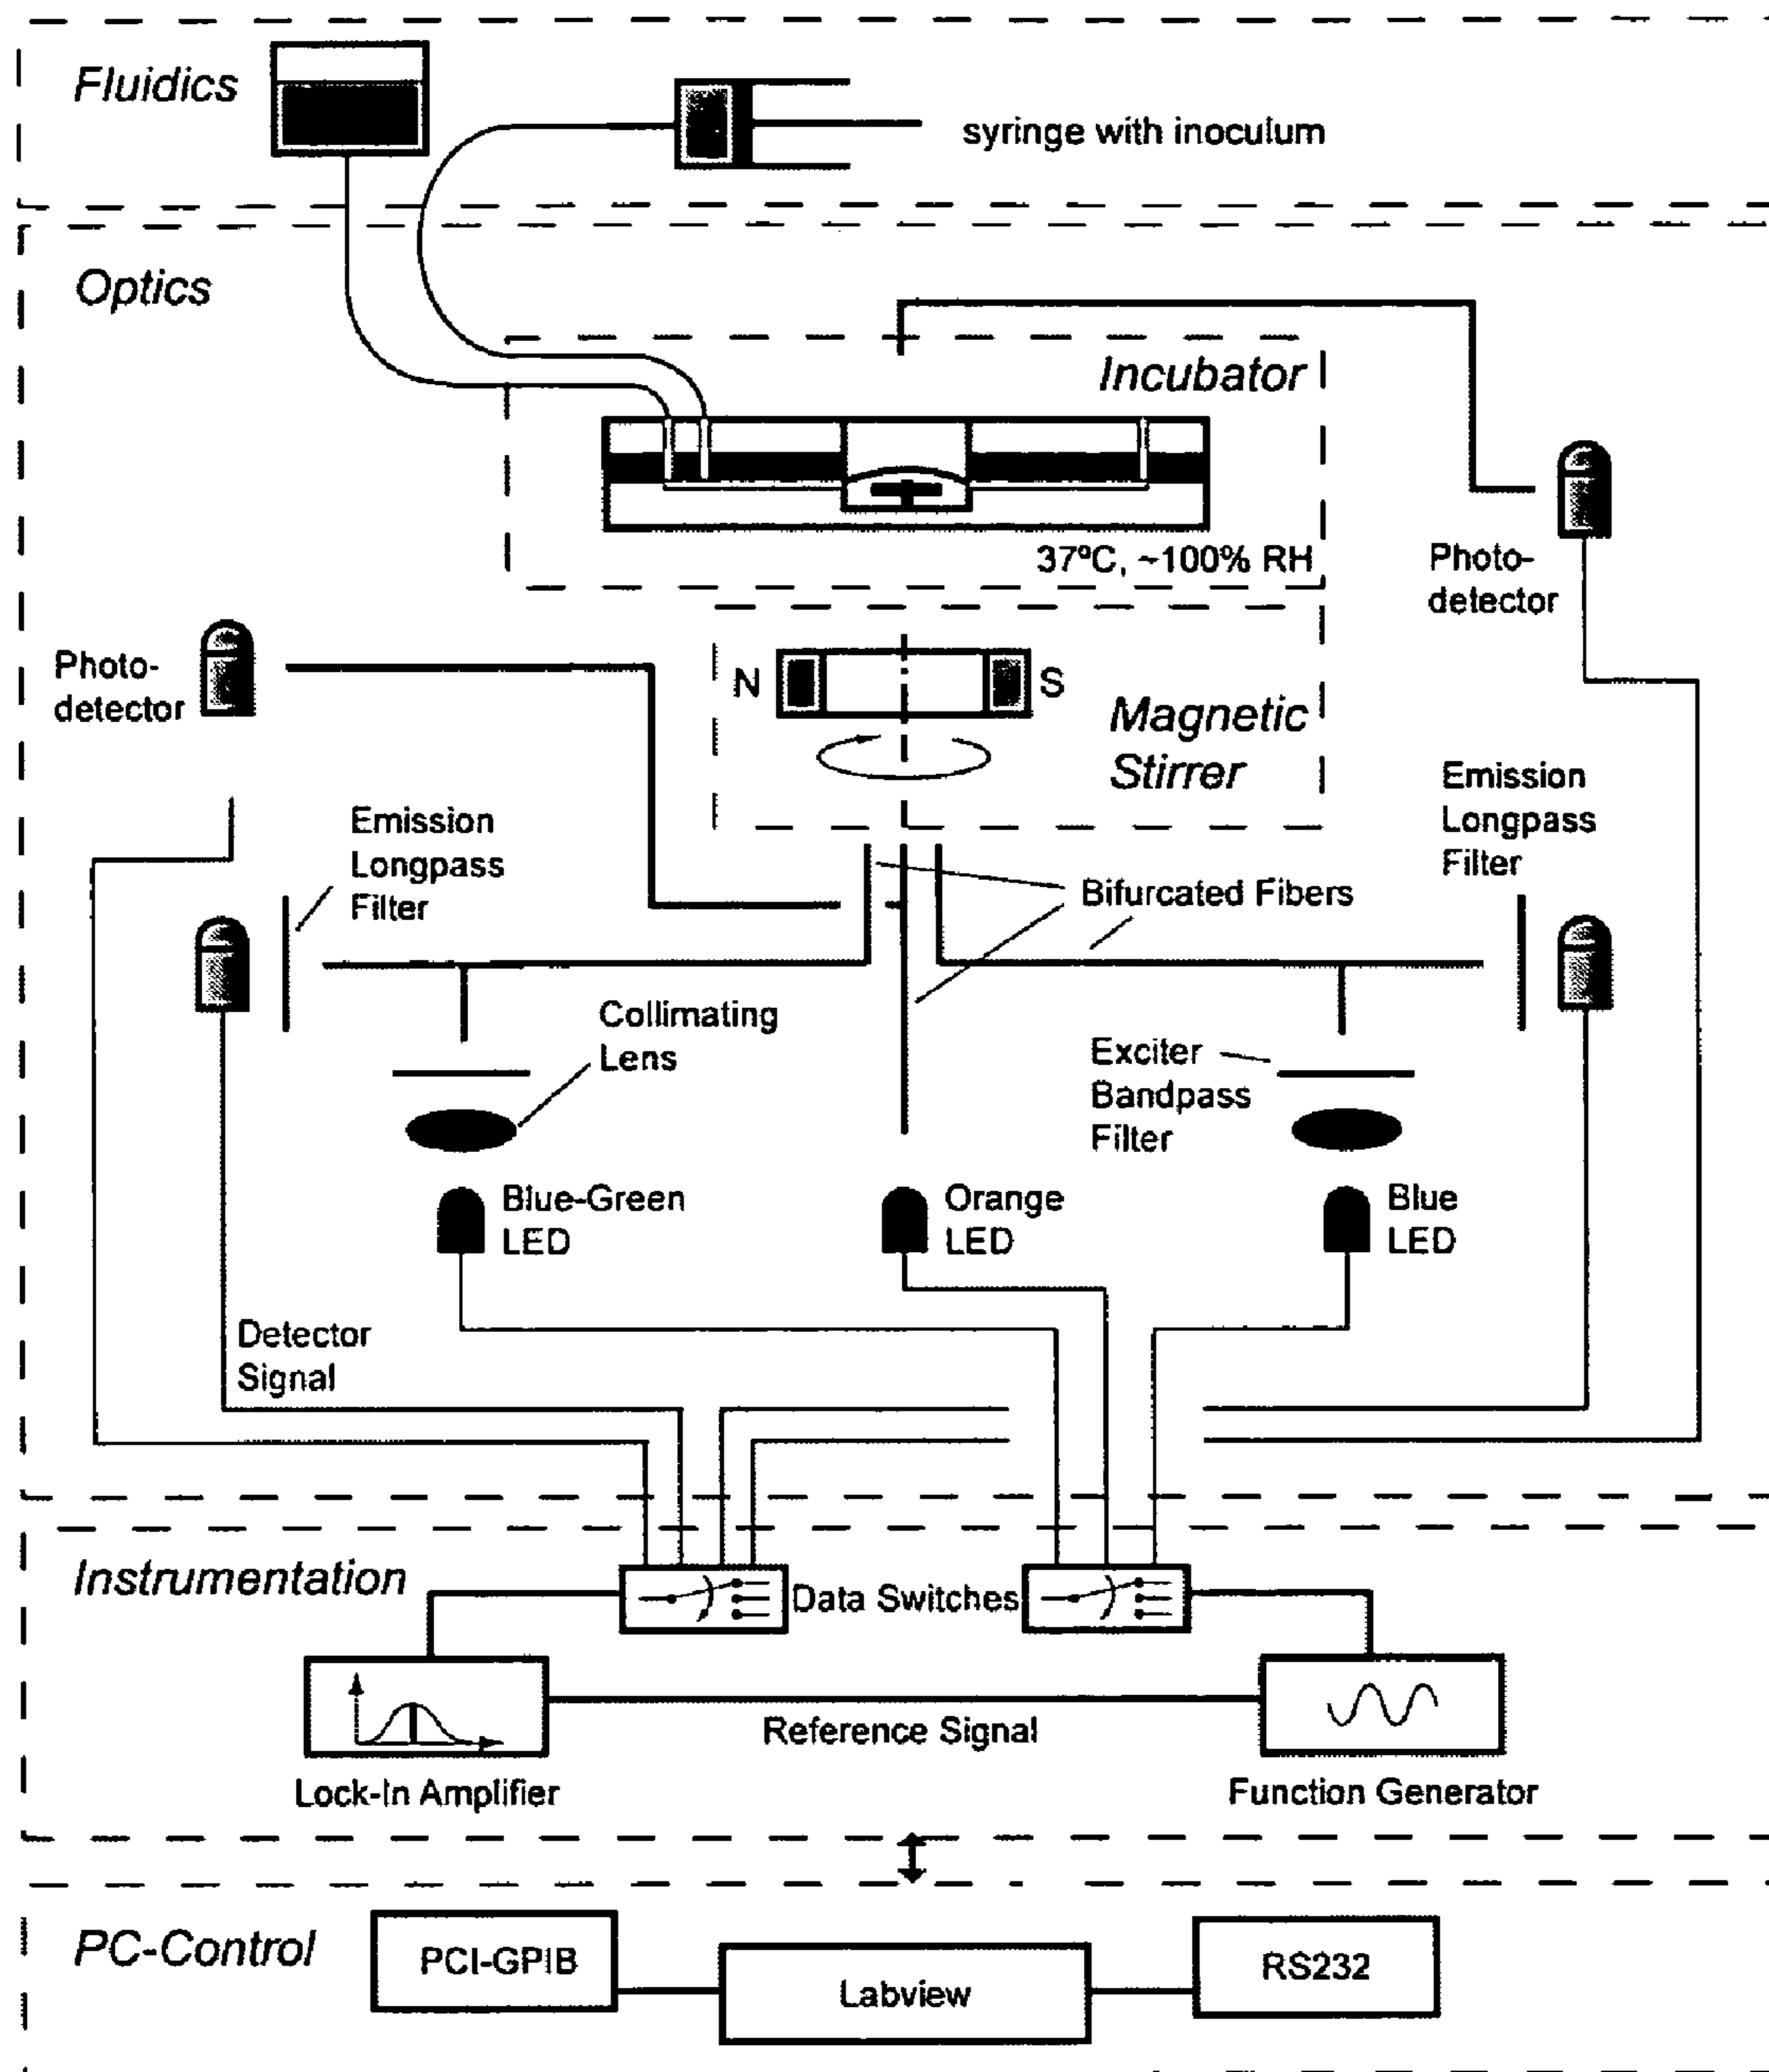 Fluidics
syringe with inoculum
Optics
Incubator
37ºC, ~100% RH
Photo-
detector
Photo-
detector
N
S
Magnetic
Stirrer
Emission
Longpass
Filter
Emission
Longpass
Filter
Bifurcated Fibers
Collimating
Lens
Exciter
Bandpass
Filter
Blue-Green
LED
Orange
LED
Blue
LED
Detector
Signal
Instrumentation
Data Switches
Reference Signal
Lock-In Amplifier
Function Generator
PC-Control
PCI-GPIB
Labview
RS232